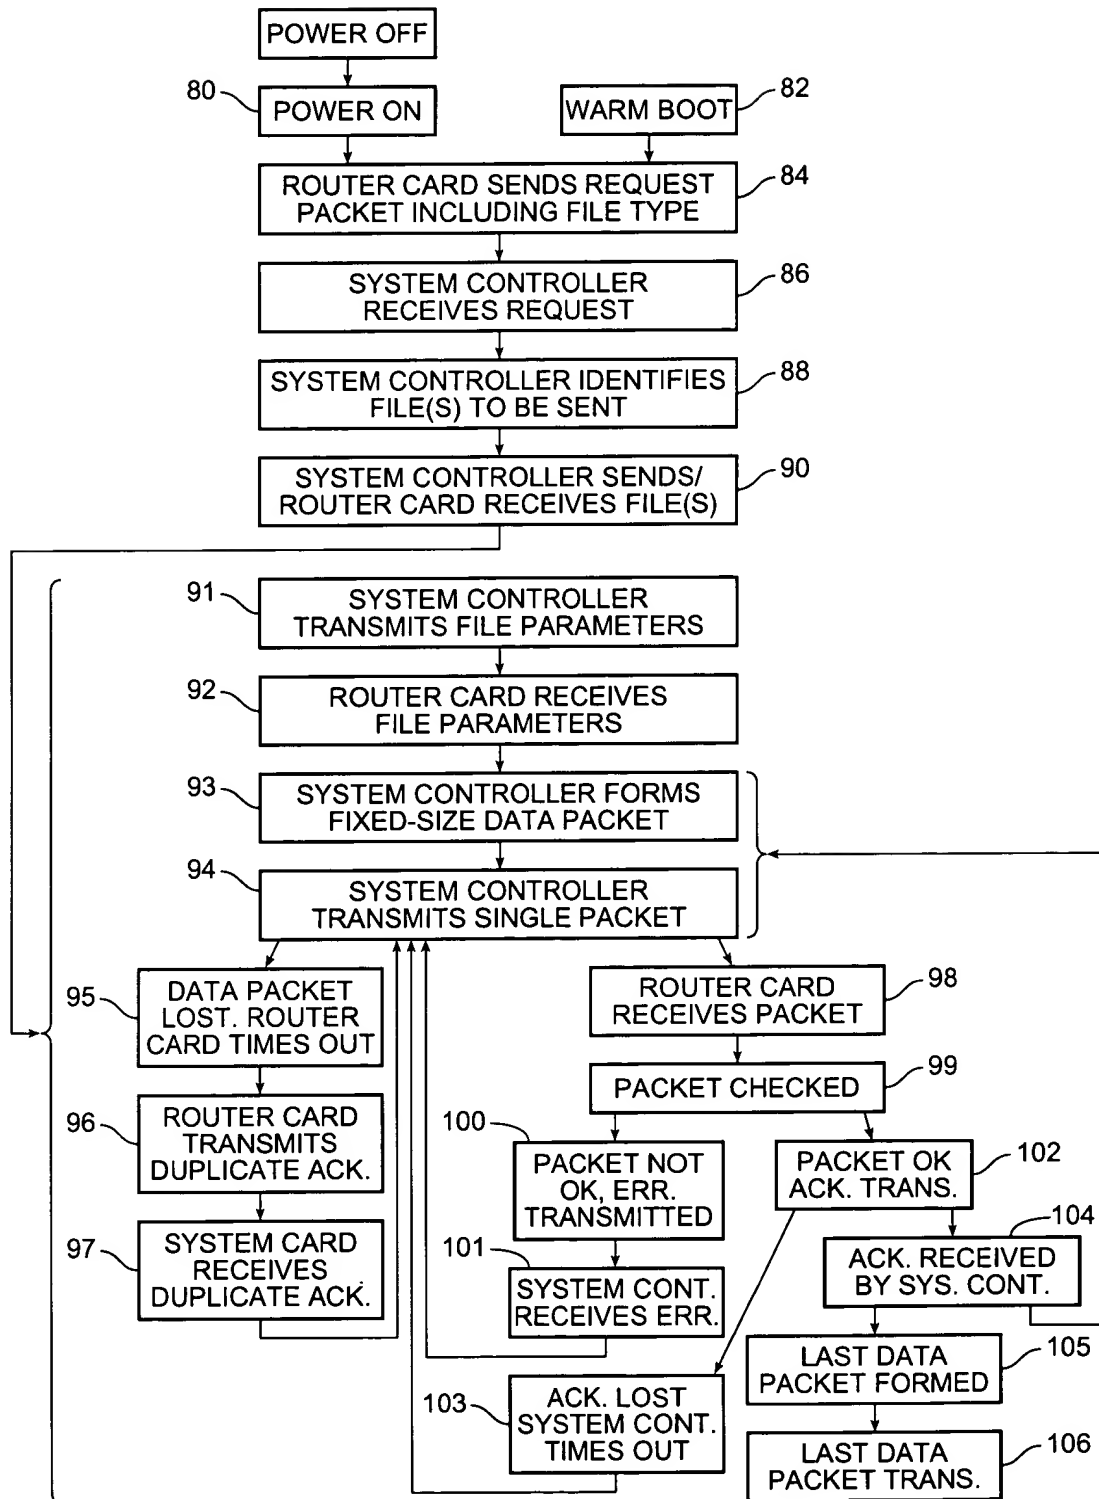 POWER OFF
80
POWER ON
82
WARM BOOT
ROUTER CARD SENDS REQUEST
PACKET INCLUDING FILE TYPE
84
SYSTEM CONTROLLER
RECEIVES REQUEST
86
SYSTEM CONTROLLER IDENTIFIES
FILE(S) TO BE SENT
88
SYSTEM CONTROLLER SENDS/
ROUTER CARD RECEIVES FILE(S)
90
91
SYSTEM CONTROLLER
TRANSMITS FILE PARAMETERS
92
ROUTER CARD RECEIVES
FILE PARAMETERS
93
SYSTEM CONTROLLER FORMS
FIXED-SIZE DATA PACKET
94
SYSTEM CONTROLLER
TRANSMITS SINGLE PACKET
95
DATA PACKET
LOST. ROUTER
CARD TIMES OUT
96
ROUTER CARD
TRANSMITS
DUPLICATE ACK.
97
SYSTEM CARD
RECEIVES
DUPLICATE ACK.
ROUTER CARD
RECEIVES PACKET
98
PACKET CHECKED
99
100
PACKET NOT
OK, ERR.
TRANSMITTED
101
SYSTEM CONT.
RECEIVES ERR.
PACKET OK
ACK. TRANS.
102
103
ACK. LOST
SYSTEM CONT.
TIMES OUT
104
ACK. RECEIVED
BY SYS. CONT.
LAST DATA
PACKET FORMED
105
LAST DATA
PACKET TRANS.
106